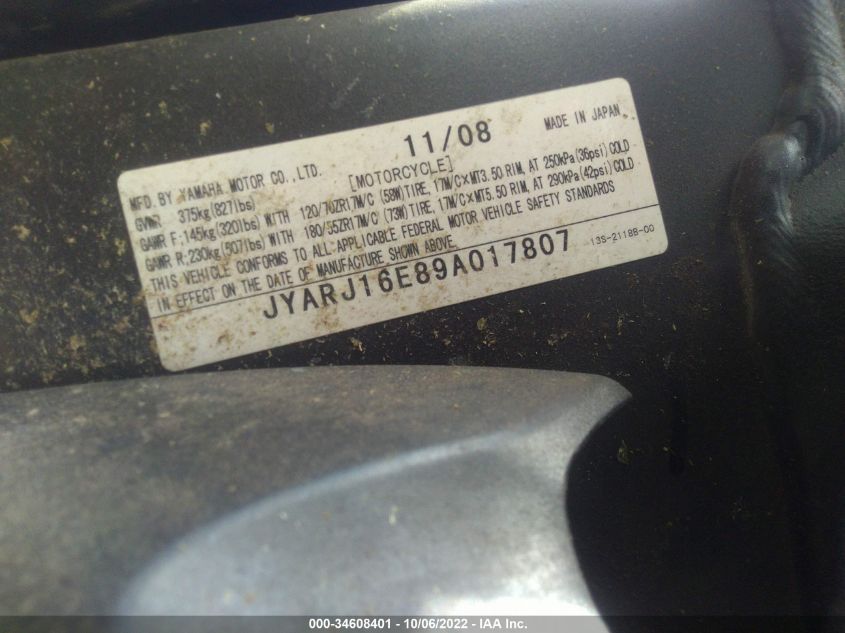 11/08 MADE IN JAPAN
MFD. BY YAMAHA MOTOR CO.,LTD. [MOTORCYCLE]
GVWR 375kg(827lbs)
GAWR F:145kg(320lbs) WITH 120/70ZR17M/C (58W)TIRE, 17M/C×MT3.50 RIM, AT 250kPa(36psi)COLD
GAWR R:230kg(507lbs) WITH 180/55ZR17M/C (73W)TIRE, 17M/C×MT5.50 RIM, AT 290kPa(42psi)COLD
THIS VEHICLE CONFORMS TO ALL APPLICABLE FEDERAL MOTOR VEHICLE SAFETY STANDARDS
IN EFFECT ON THE DATE OF MANUFACTURE SHOWN ABOVE.
JYARJ16E89A017807 13S-2118B-00
000-34608401 - 10/06/2022 - IAA Inc.